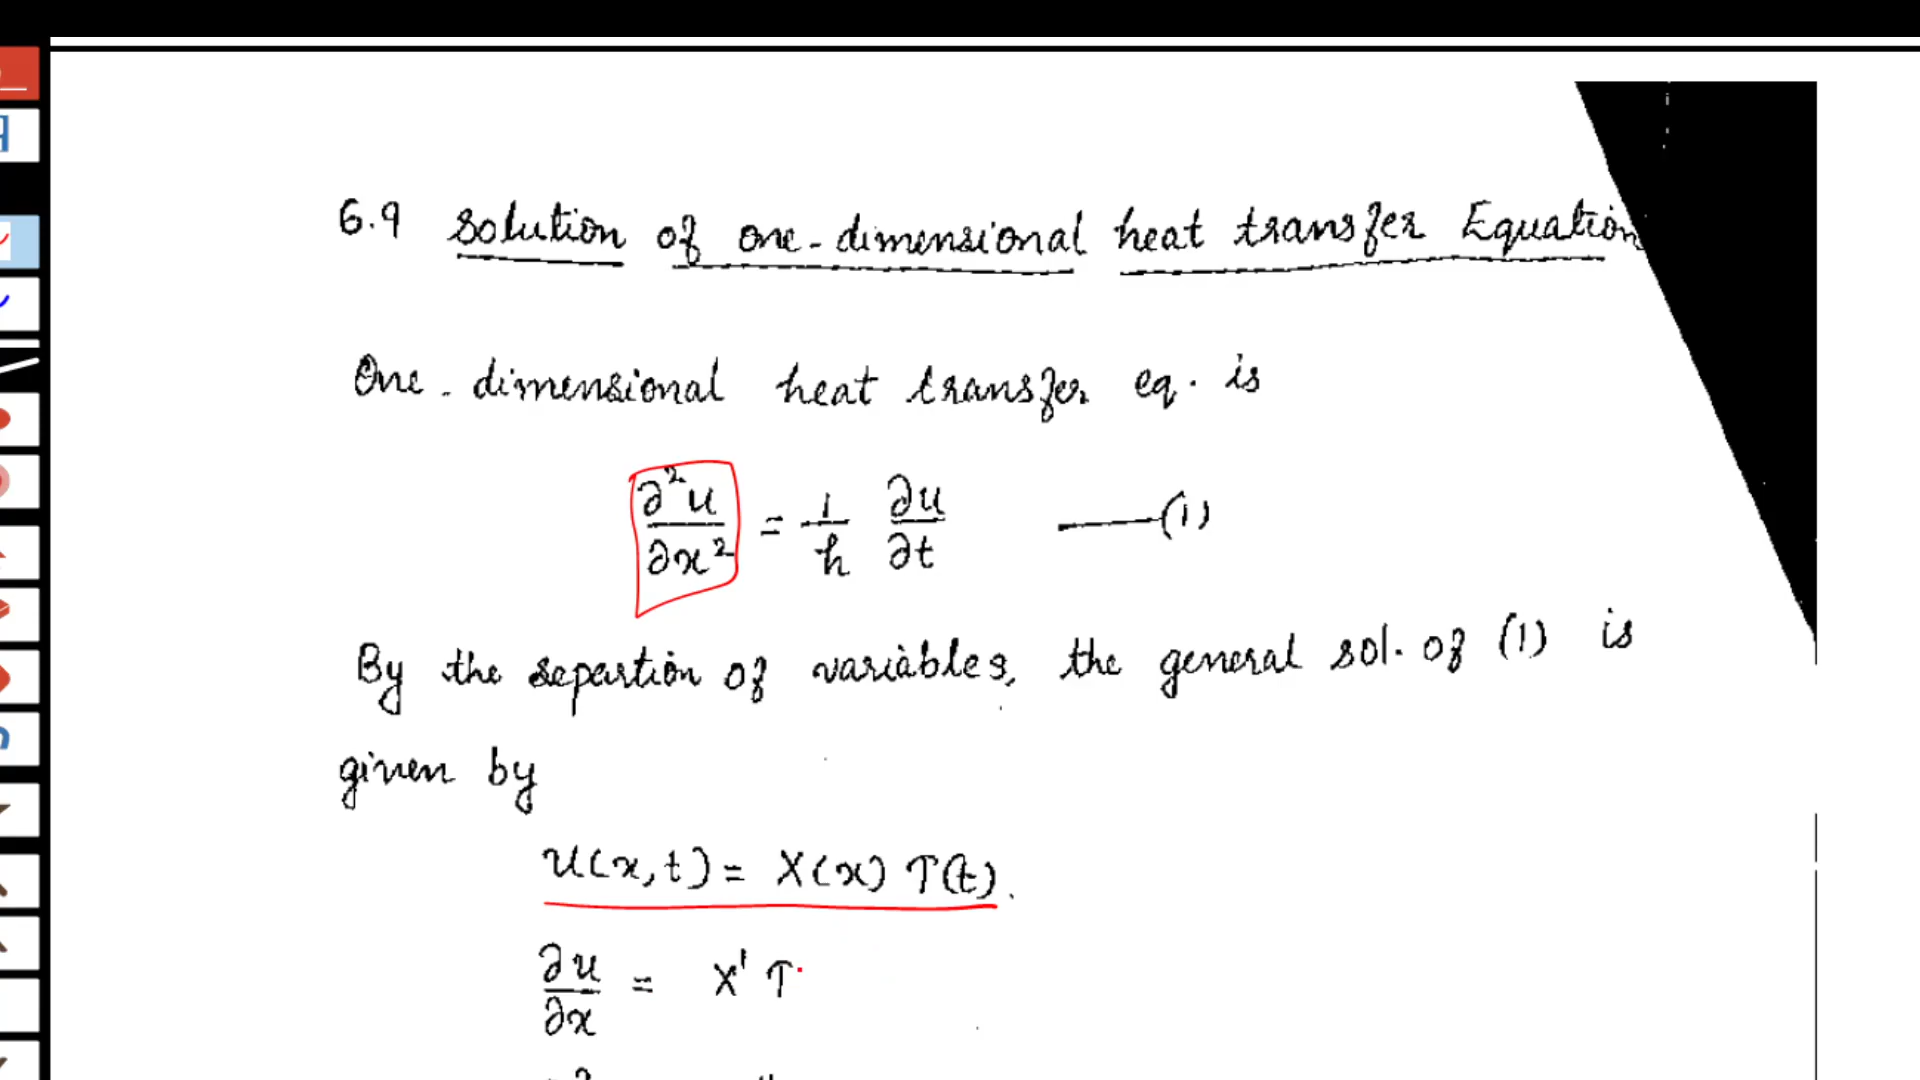 6.9 Solution of one-dimensional heat transfer Equation
One-dimensional heat transfer eq. is
∂²u/∂x² = 1/h ∂u/∂t ——(1)
By the sepertion of variables, the general sol. of (1) is
given by
u(x,t) = X(x) T(t).
∂u/∂x = X' T